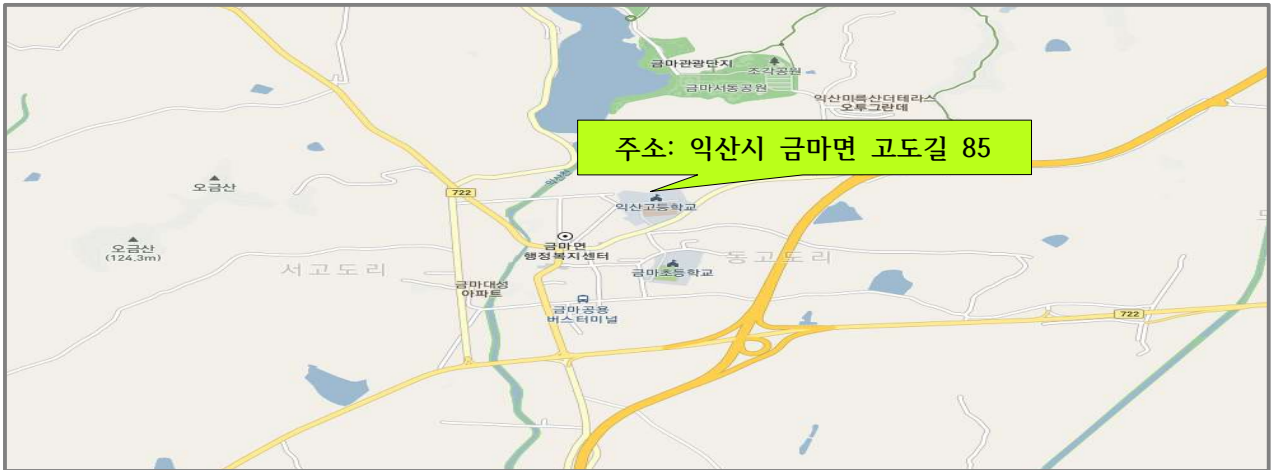 금마관광단지
조각공원
금마서동공원
익산미륵산더테라스
오투그란데
주소: 익산시 금마면 고도길 85
익산천
오금산
722
익산고등학교
오금산
(124.3m)
금마면
행정복지센터
서고도리
동고도리
금마초등학교
금마대성
아파트
금마공용
버스터미널
722